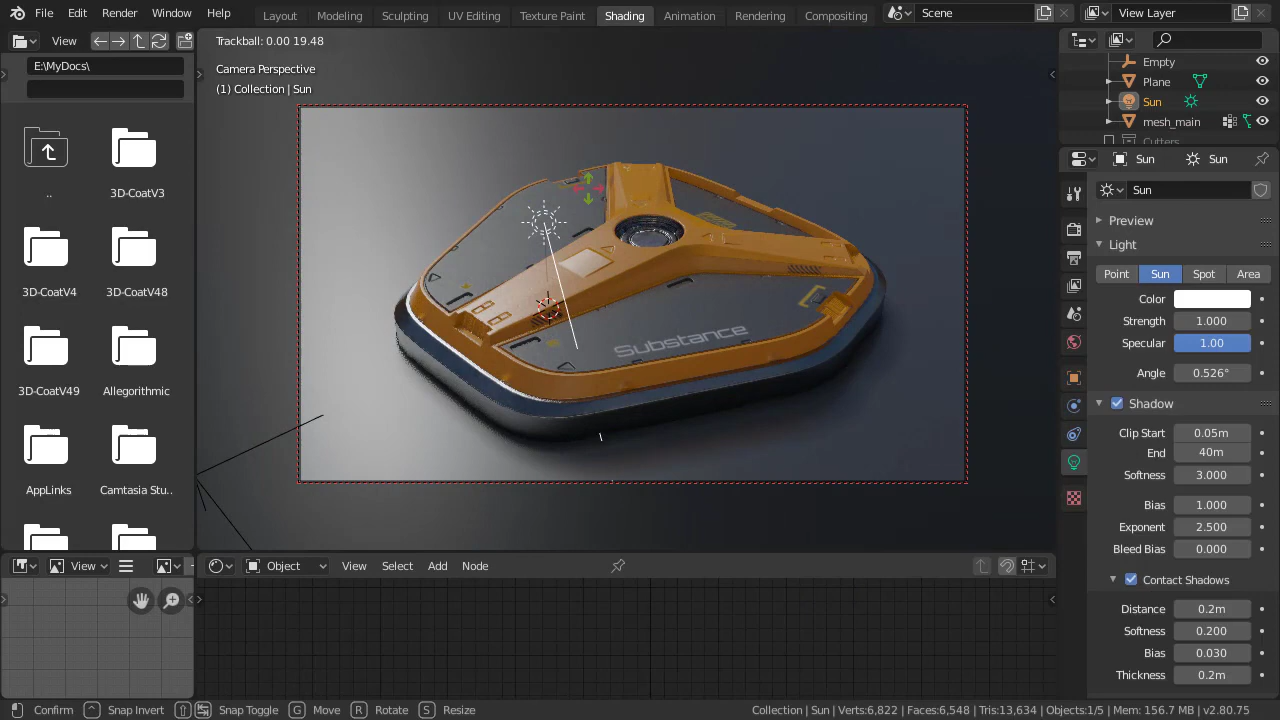 File Edit Render Window Help Layout Modeling Sculpting UV Editing Texture Paint Shading Animation Rendering Compositing Scene View Layer
View
E:\MyDocs\
..
3D-CoatV3
3D-CoatV4
3D-CoatV48
3D-CoatV49
Allegorithmic
AppLinks
Camtasia Stu..
Trackball: 0.00 19.48
Camera Perspective
(1) Collection | Sun
Substance
Empty
Plane
Sun
mesh_main
Cutters
Sun Sun
Sun
Preview
Light
Point Sun Spot Area
Color
Strength 1.000
Specular 1.00
Angle 0.526°
Shadow
Clip Start 0.05m
End 40m
Softness 3.000
Bias 1.000
Exponent 2.500
Bleed Bias 0.000
Contact Shadows
Distance 0.2m
Softness 0.200
Bias 0.030
Thickness 0.2m
View
Object View Select Add Node
Confirm Snap Invert Snap Toggle G Move R Rotate S Resize
Collection | Sun | Verts:6,822 | Faces:6,548 | Tris:13,634 | Objects:1/5 | Mem: 156.7 MB | v2.80.75